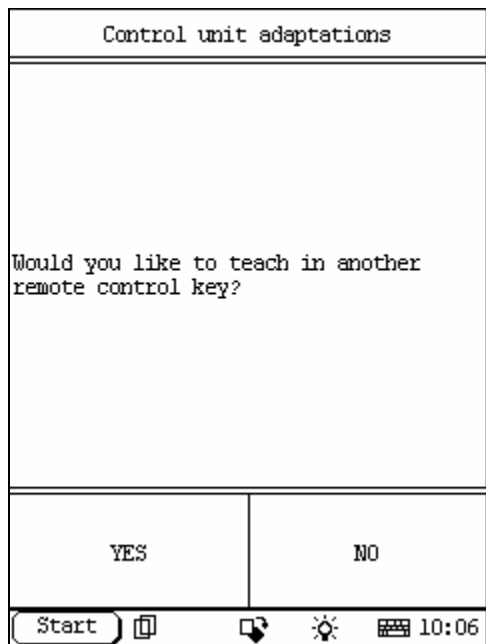 Control unit adaptations
Would you like to teach in another
remote control key?
YES NO
Start 10:06